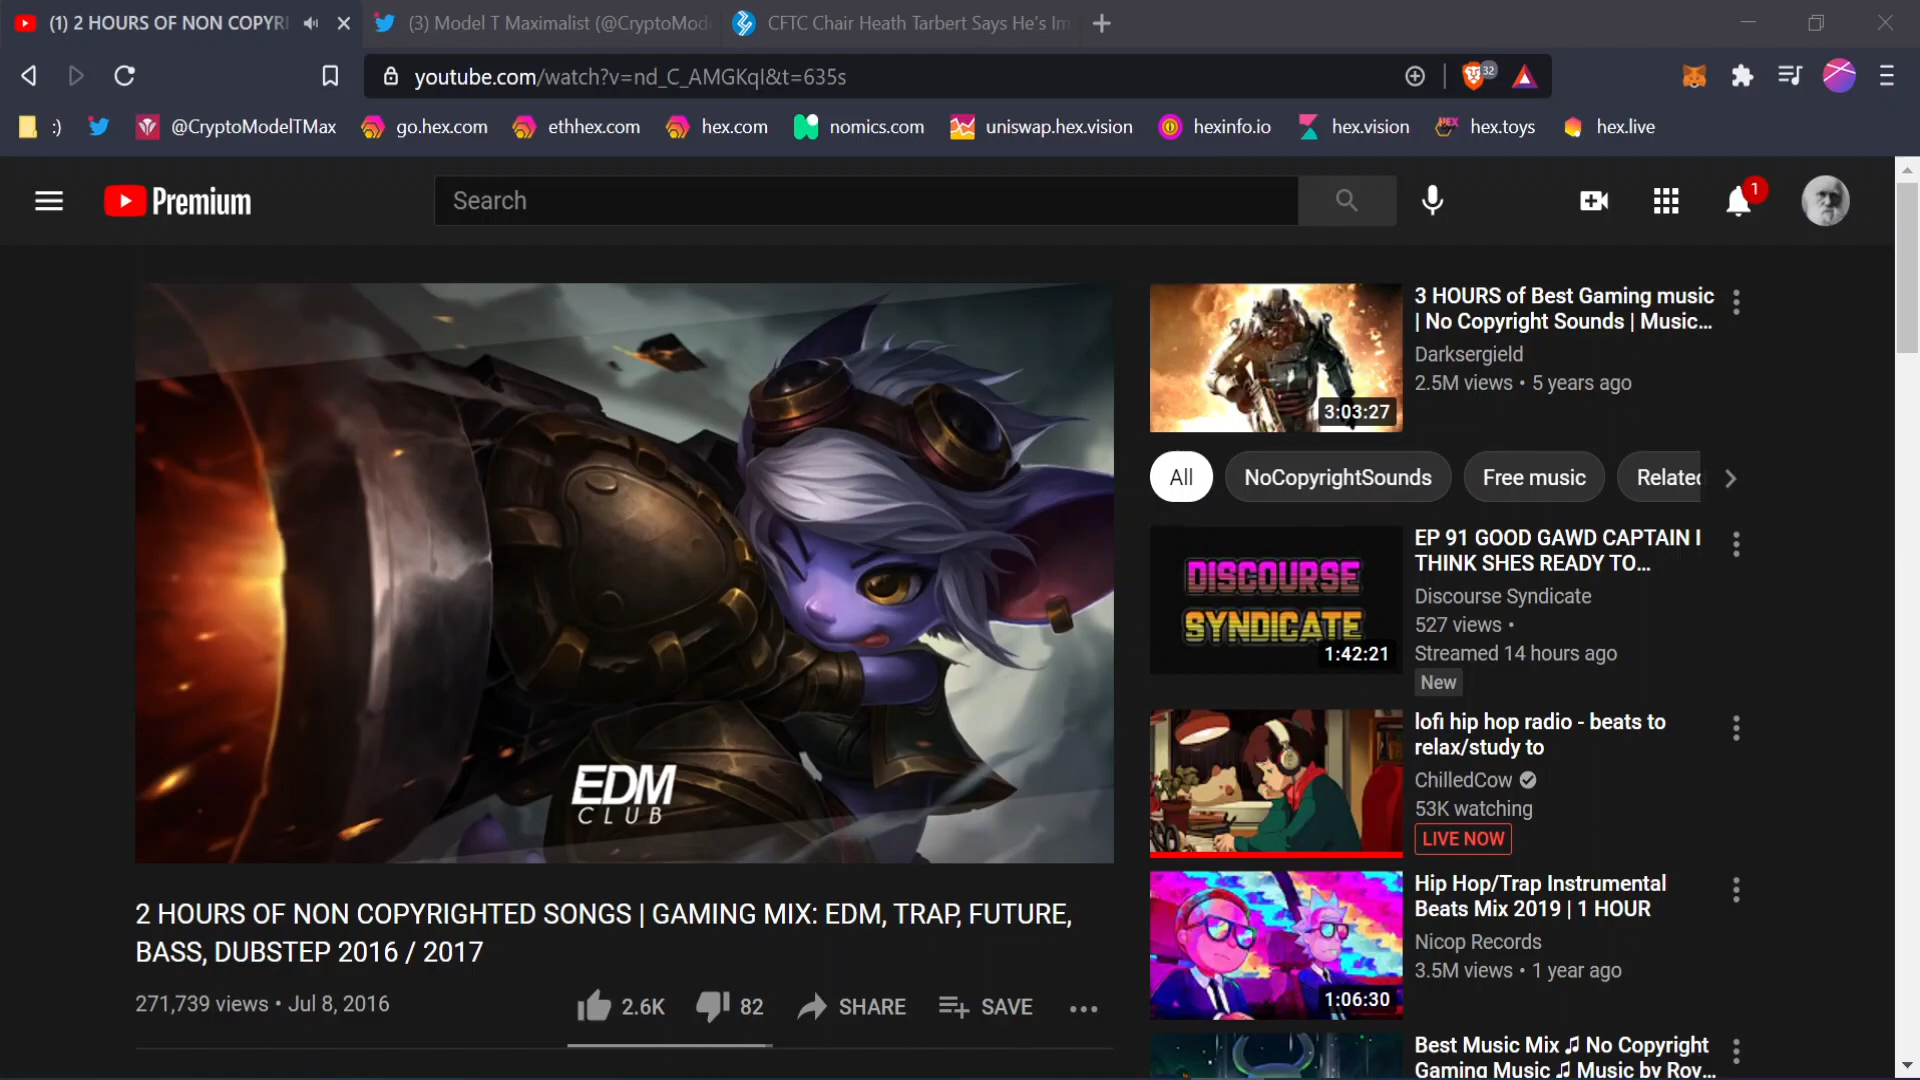 (1) 2 HOURS OF NON COPYRI
(3) Model T Maximalist (@CryptoMod
CFTC Chair Heath Tarbert Says He's Im
youtube.com/watch?v=nd_C_AMGKqI&t=635s
32
:)
@CryptoModelTMax
go.hex.com
ethhex.com
hex.com
nomics.com
uniswap.hex.vision
hexinfo.io
hex.vision
HEX
hex.toys
hex.live
Premium
Search
1
EDM
CLUB
2 HOURS OF NON COPYRIGHTED SONGS | GAMING MIX: EDM, TRAP, FUTURE,
BASS, DUBSTEP 2016 / 2017
271,739 views • Jul 8, 2016
2.6K
82
SHARE
SAVE
3:03:27
3 HOURS of Best Gaming music
| No Copyright Sounds | Music...
Darksergield
2.5M views • 5 years ago
All
NoCopyrightSounds
Free music
Related
DISCOURSE
SYNDICATE
1:42:21
EP 91 GOOD GAWD CAPTAIN I
THINK SHES READY TO...
Discourse Syndicate
527 views •
Streamed 14 hours ago
New
lofi hip hop radio - beats to
relax/study to
ChilledCow
53K watching
LIVE NOW
1:06:30
Hip Hop/Trap Instrumental
Beats Mix 2019 | 1 HOUR
Nicop Records
3.5M views • 1 year ago
Best Music Mix ♫ No Copyright
Gaming Music ♫ Music by Roy...